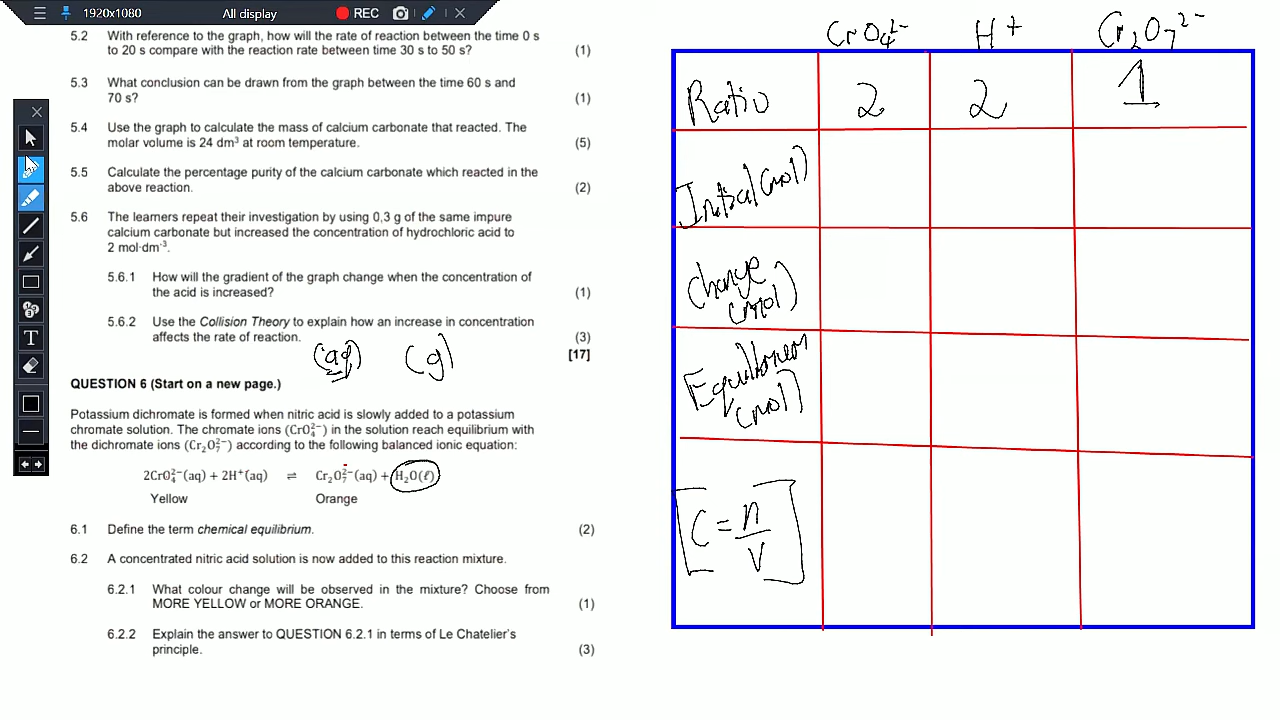 1920x1080 All display REC
5.2 With reference to the graph, how will the rate of reaction between the time 0 s
to 20 s compare with the reaction rate between time 30 s to 50 s? (1)
5.3 What conclusion can be drawn from the graph between the time 60 s and
70 s? (1)
5.4 Use the graph to calculate the mass of calcium carbonate that reacted. The
molar volume is 24 dm³ at room temperature. (5)
5.5 Calculate the percentage purity of the calcium carbonate which reacted in the
above reaction. (2)
5.6 The learners repeat their investigation by using 0,3 g of the same impure
calcium carbonate but increased the concentration of hydrochloric acid to
2 mol·dm⁻³.
5.6.1 How will the gradient of the graph change when the concentration of
the acid is increased? (1)
5.6.2 Use the Collision Theory to explain how an increase in concentration
affects the rate of reaction. (3)
(aq) (g) [17]
QUESTION 6 (Start on a new page.)
Potassium dichromate is formed when nitric acid is slowly added to a potassium
chromate solution. The chromate ions (CrO₄²⁻) in the solution reach equilibrium with
the dichromate ions (Cr₂O₇²⁻) according to the following balanced ionic equation:
2CrO₄²⁻(aq) + 2H⁺(aq) ⇌ Cr₂O₇²⁻(aq) + H₂O(ℓ)
Yellow Orange
6.1 Define the term chemical equilibrium. (2)
6.2 A concentrated nitric acid solution is now added to this reaction mixture.
6.2.1 What colour change will be observed in the mixture? Choose from
MORE YELLOW or MORE ORANGE. (1)
6.2.2 Explain the answer to QUESTION 6.2.1 in terms of Le Chatelier's
principle. (3)
CrO₄²⁻ H⁺ Cr₂O₇²⁻
Ratio 2 2 1
Initial (mol)
Change
(mol)
Equilibrium
(mol)
C = n
V